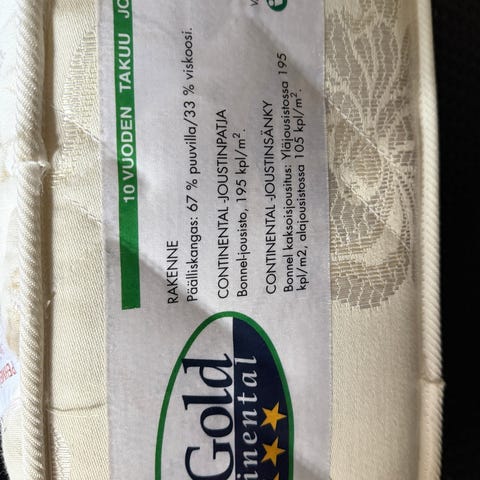 10 VUODEN TAKUU
RAKENNE
Päälliskangas: 67 % puuvilla/33 % viskoosi.
CONTINENTAL -JOUSTINPATJA
Bonnel-jousisto, 195 kpl/m².
CONTINENTAL -JOUSTINSÄNKY
Bonnel kaksoisjousitus: Yläjousistossa 195
kpl/m2, alajousistossa 105 kpl/m².
Gold
inental